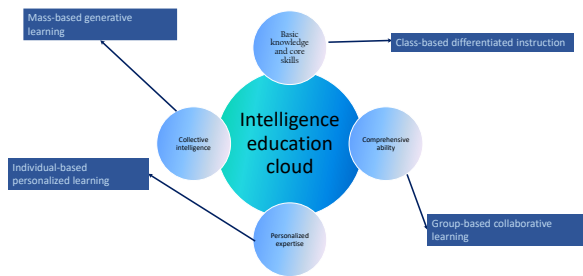 Mass-based generative
learning
Basic
knowledge
and core
skills
Class-based differentiated instruction
Intelligence
education
cloud
Collective
intelligence
Comprehensive
ability
Individual-based
personalized learning
Personalized
expertise
Group-based collaborative
learning